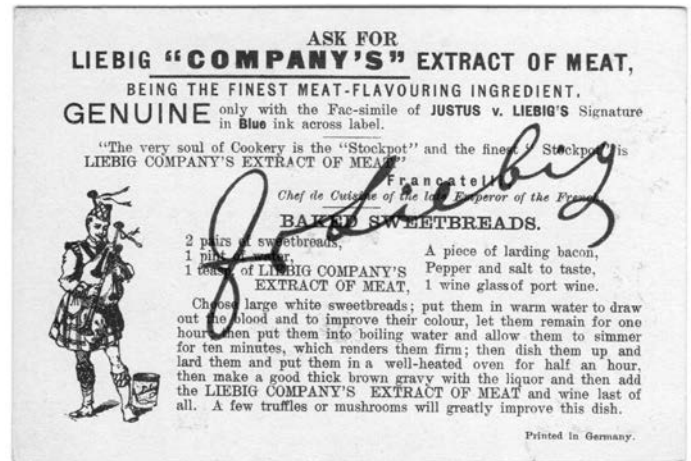 ASK FOR
LIEBIG "COMPANY'S" EXTRACT OF MEAT,
BEING THE FINEST MEAT-FLAVOURING INGREDIENT.
GENUINE only with the Fac-simile of JUSTUS v. LIEBIG'S Signature
in Blue ink across label.
"The very soul of Cookery is the "Stockpot" and the finest Stockpot is
LIEBIG COMPANY'S EXTRACT OF MEAT"
Francatelli
Chef de Cuisine of the late Emperor of the French
BAKED SWEETBREADS.
2 pairs of sweetbreads,
1 pint of water,
1 teasp. of LIEBIG COMPANY'S
EXTRACT OF MEAT,
A piece of larding bacon,
Pepper and salt to taste,
1 wine glass of port wine.
Choose large white sweetbreads; put them in warm water to draw
out the blood and to improve their colour, let them remain for one
hour, then put them into boiling water and allow them to simmer
for ten minutes, which renders them firm; then dish them up and
lard them and put them in a well-heated oven for half an hour,
then make a good thick brown gravy with the liquor and then add
the LIEBIG COMPANY'S EXTRACT OF MEAT and wine last of
all. A few truffles or mushrooms will greatly improve this dish.
Printed in Germany.
JvLiebig